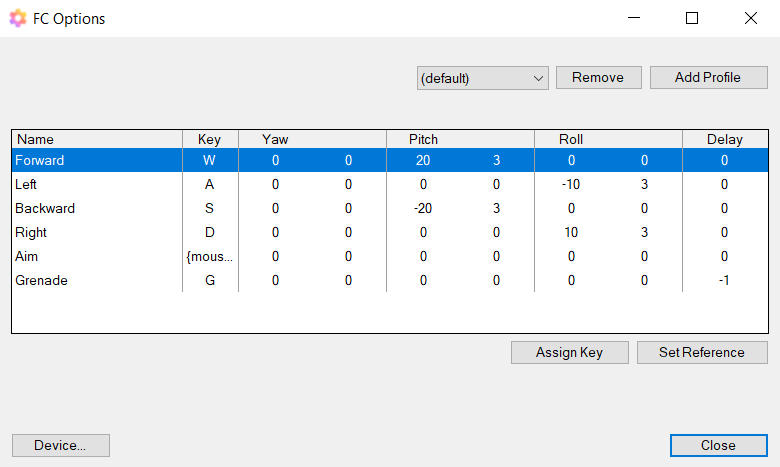 FC Options
(default) Remove Add Profile
Name Key Yaw Pitch Roll Delay
Forward W 0 0 20 3 0 0 0
Left A 0 0 0 0 -10 3 0
Backward S 0 0 -20 3 0 0 0
Right D 0 0 0 0 10 3 0
Aim {mous... 0 0 0 0 0 0 0
Grenade G 0 0 0 0 0 0 -1
Assign Key Set Reference
Device... Close